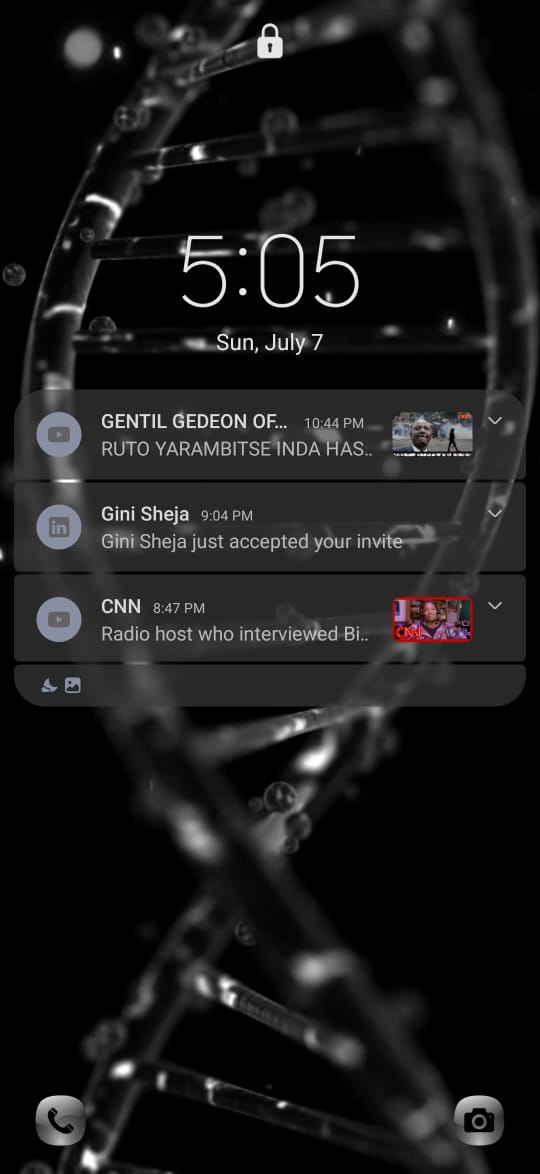 5:05
Sun, July 7
GENTIL GEDEON OF... 10:44 PM
RUTO YARAMBITSE INDA HAS..
Gini Sheja 9:04 PM
Gini Sheja just accepted your invite
CNN 8:47 PM
Radio host who interviewed Bi..
CNN